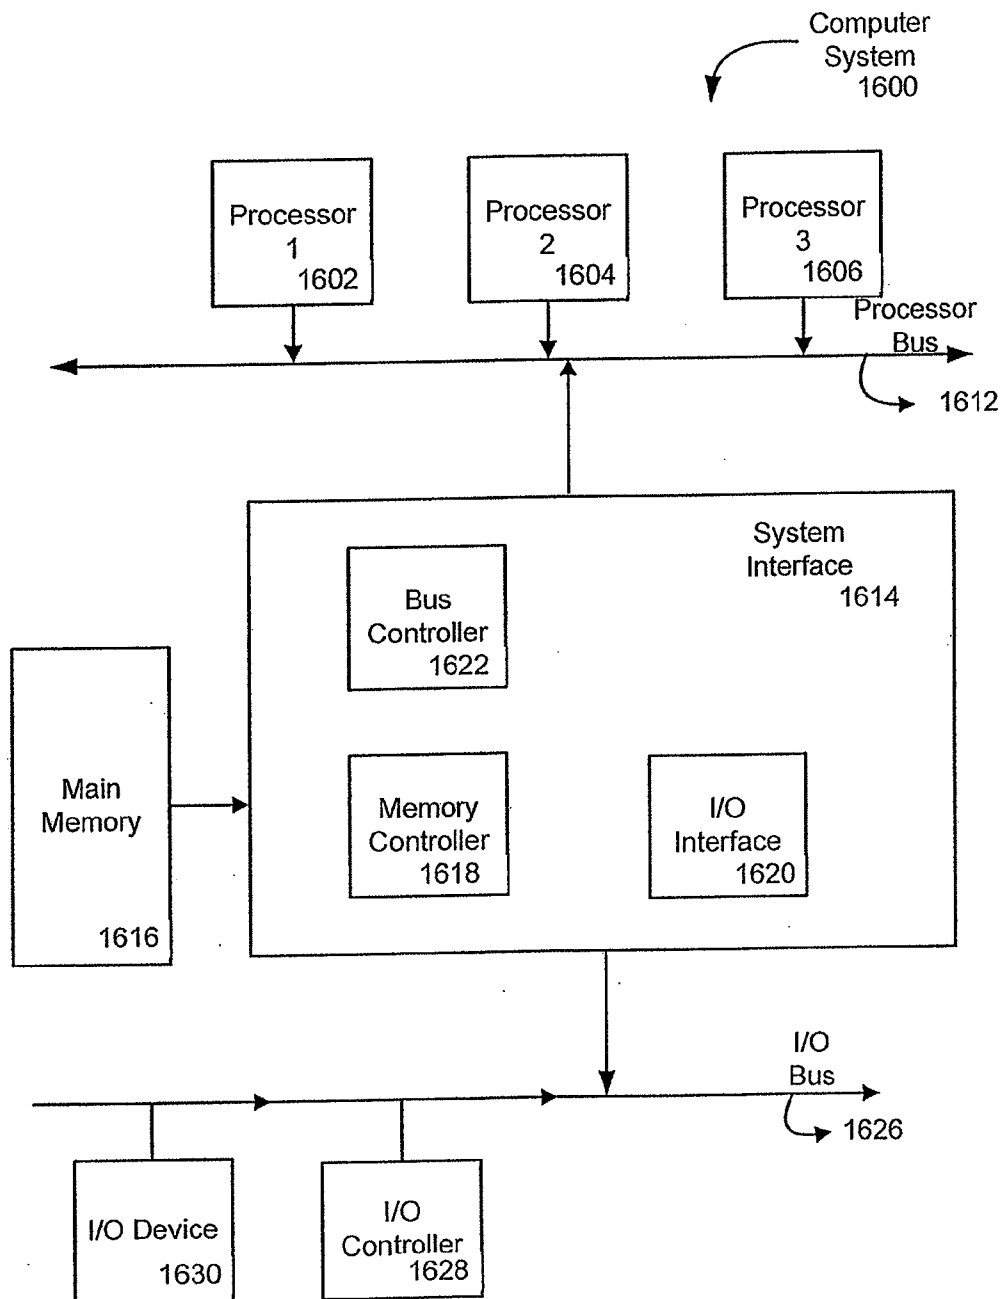 Computer
System
1600
Processor
1
1602
Processor
2
1604
Processor
3
1606
Processor
Bus
1612
System
Interface
1614
Bus
Controller
1622
Main
Memory
1616
Memory
Controller
1618
I/O
Interface
1620
I/O
Bus
1626
I/O Device
1630
I/O
Controller
1628